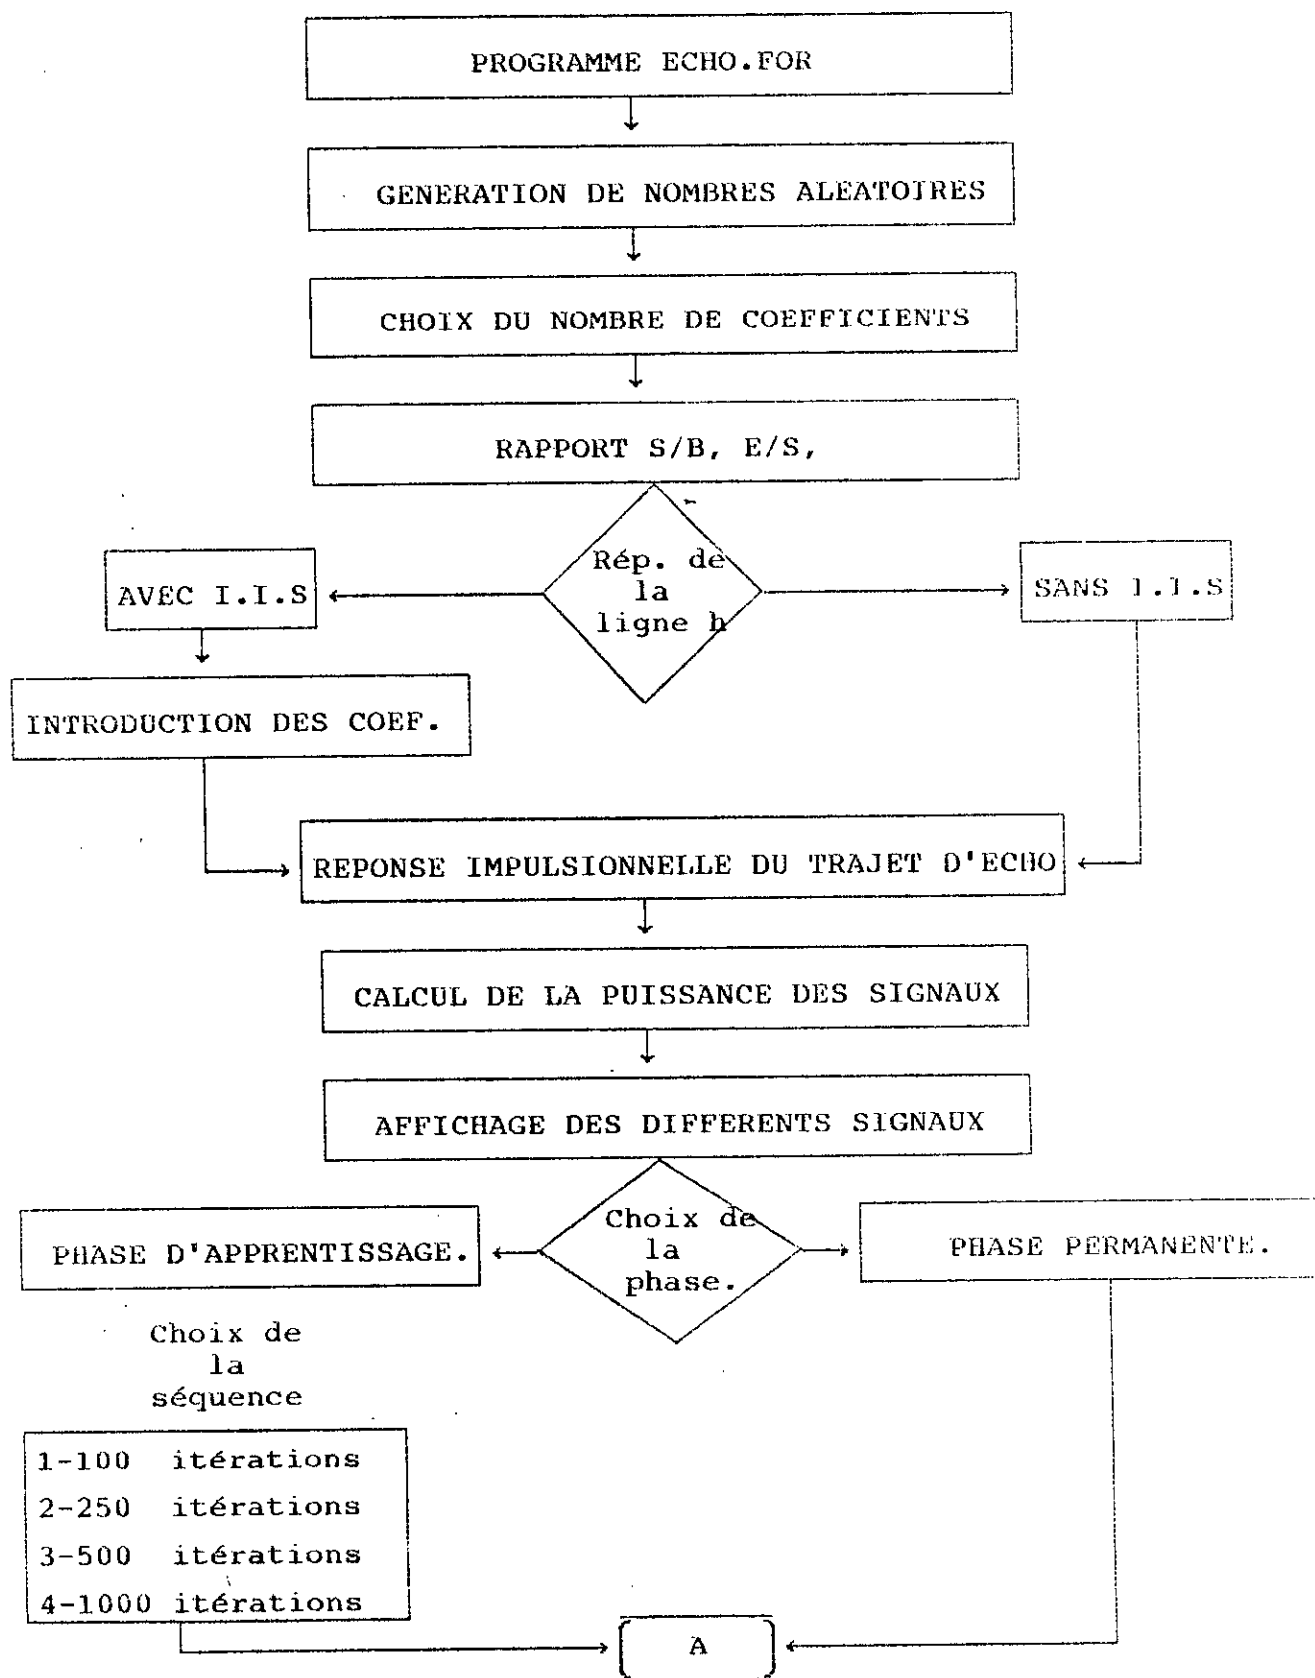 PROGRAMME ECHO.FOR
GENERATION DE NOMBRES ALEATOIRES
CHOIX DU NOMBRE DE COEFFICIENTS
RAPPORT S/B, E/S,
Rép. de
la
ligne h
AVEC I.I.S
SANS I.I.S
INTRODUCTION DES COEF.
REPONSE IMPULSIONNELLE DU TRAJET D'ECHO
CALCUL DE LA PUISSANCE DES SIGNAUX
AFFICHAGE DES DIFFERENTS SIGNAUX
Choix de
la
phase.
PHASE D'APPRENTISSAGE.
PHASE PERMANENTE.
Choix de
la
séquence
1-100 itérations
2-250 itérations
3-500 itérations
4-1000 itérations
A